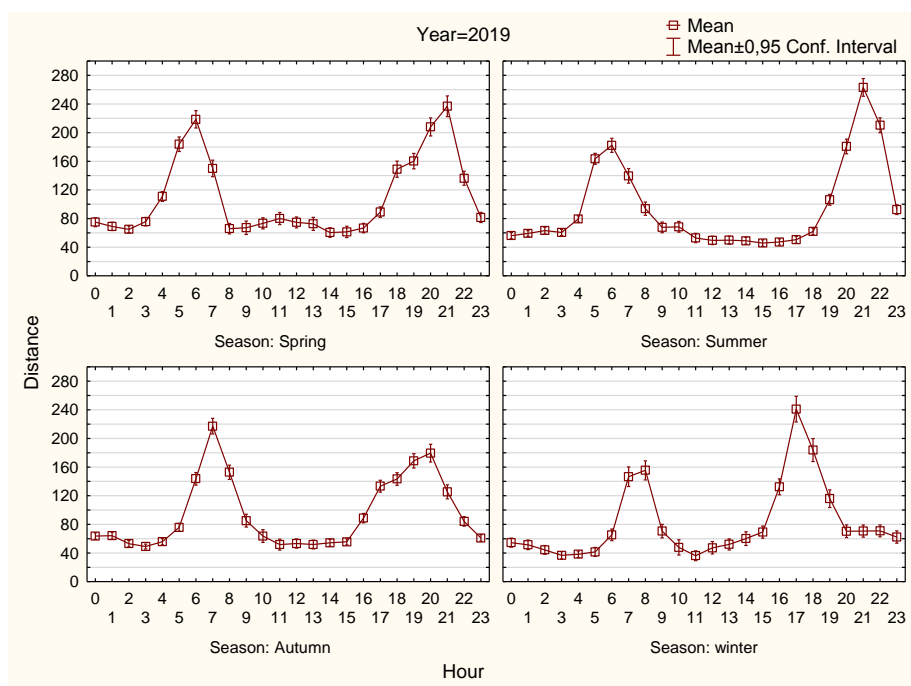 Year=2019
Mean
Mean±0,95 Conf. Interval
Distance
280
240
200
160
120
80
40
0
0 2 4 6 8 10 12 14 16 18 20 22
1 3 5 7 9 11 13 15 17 19 21 23
Season: Spring
0 2 4 6 8 10 12 14 16 18 20 22
1 3 5 7 9 11 13 15 17 19 21 23
Season: Summer
280
240
200
160
120
80
40
0
0 2 4 6 8 10 12 14 16 18 20 22
1 3 5 7 9 11 13 15 17 19 21 23
Season: Autumn
0 2 4 6 8 10 12 14 16 18 20 22
1 3 5 7 9 11 13 15 17 19 21 23
Season: winter
Hour